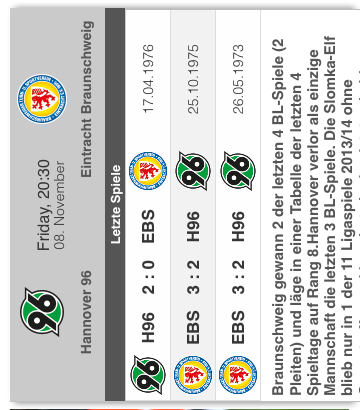 Friday, 20:30
08. November
Hannover 96
Eintracht Braunschweig
Letzte Spiele
H96 2 : 0 EBS 17.04.1976
EBS 3 : 2 H96 25.10.1975
EBS 3 : 2 H96 26.05.1973
Braunschweig gewann 2 der letzten 4 BL-Spiele (2
Pleiten) und läge in einer Tabelle der letzten 4
Spieltage auf Rang 8.Hannover verlor als einzige
Mannschaft die letzten 3 BL-Spiele. Die Slomka-Elf
blieb nur in 1 der 11 Ligaspiele 2013/14 ohne